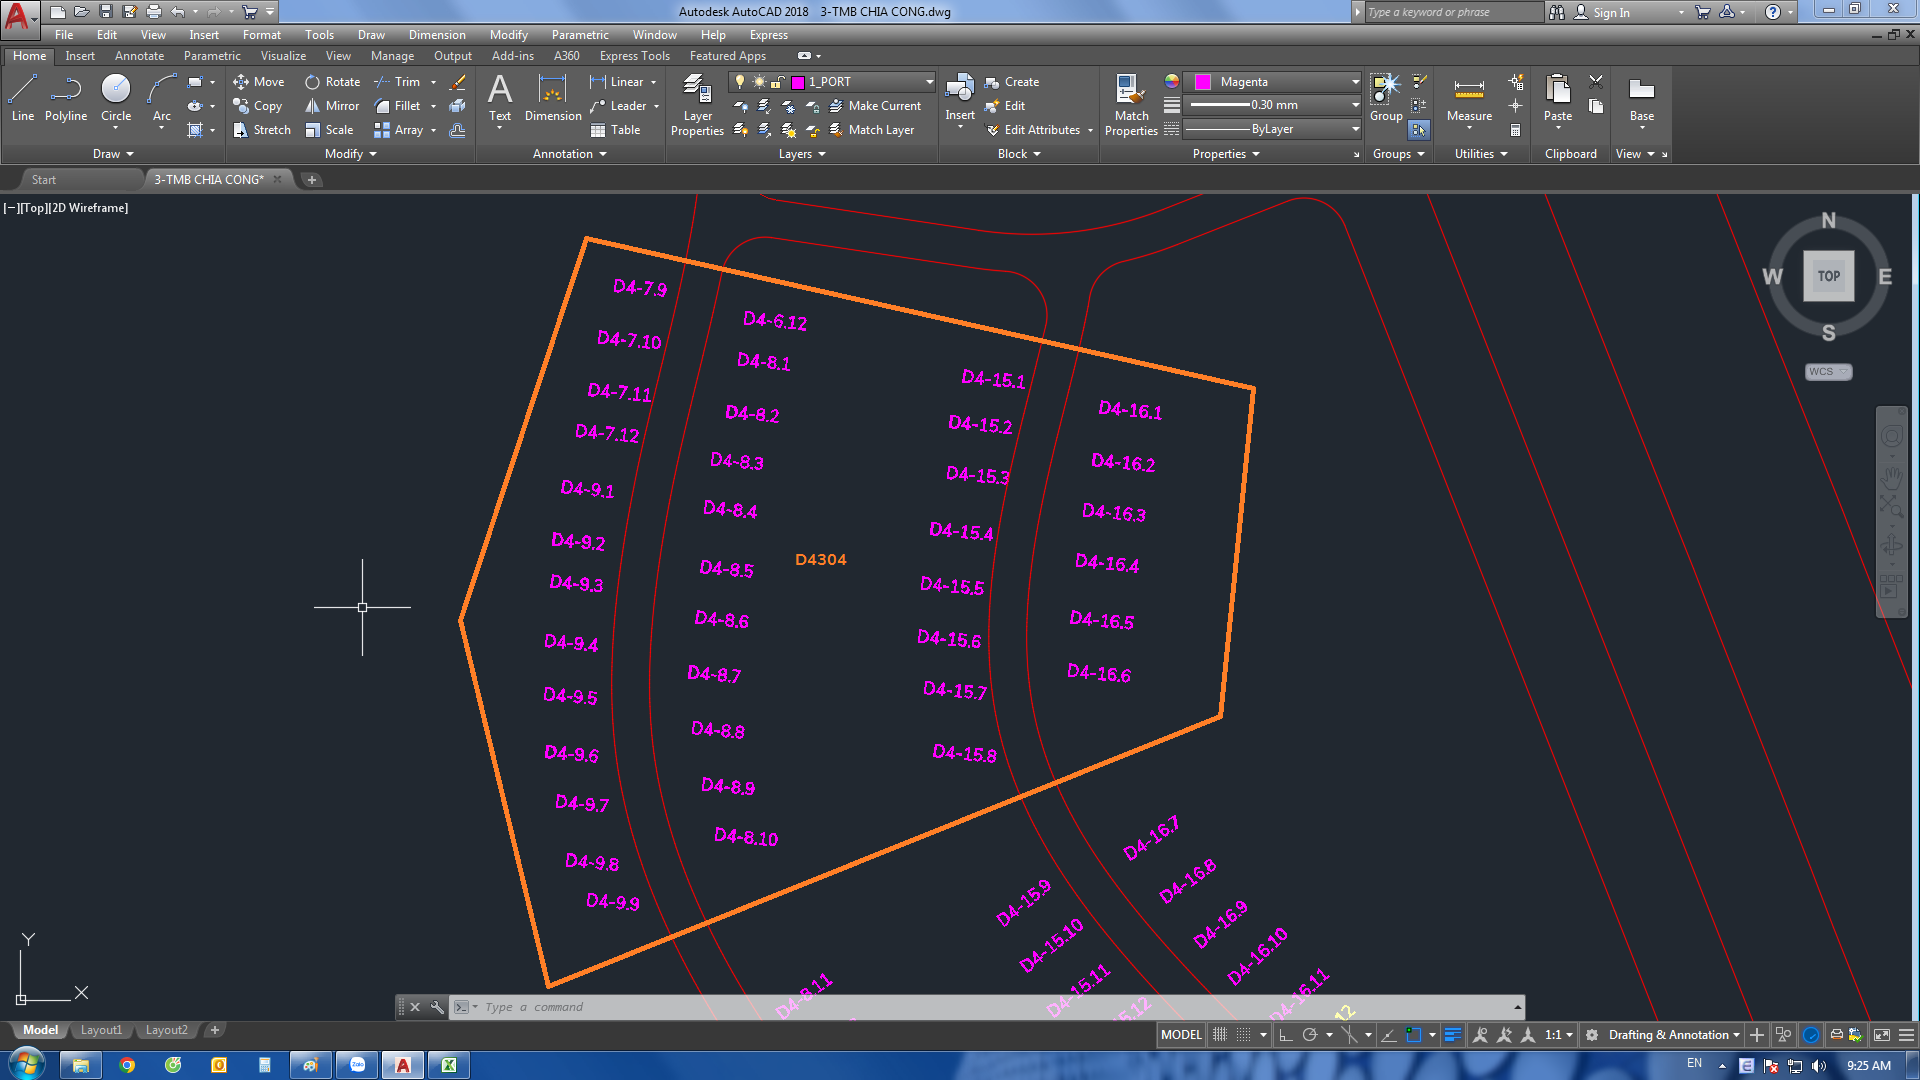 Autodesk AutoCAD 2018 3-TMB CHIA CONG.dwg
Type a keyword or phrase
Sign In
File Edit View Insert Format Tools Draw Dimension Modify Parametric Window Help Express
Home Insert Annotate Parametric Visualize View Manage Output Add-ins A360 Express Tools Featured Apps
Line Polyline Circle Arc
Draw
Move Rotate Trim
Copy Mirror Fillet
Stretch Scale Array
Modify
Text Dimension
Linear
Leader
Table
Annotation
Layer Properties
1_PORT
Make Current
Match Layer
Layers
Insert
Create
Edit
Edit Attributes
Block
Match Properties
Magenta
0.30 mm
ByLayer
Properties
Group
Groups
Measure
Utilities
Paste
Clipboard
Base
View
Start
3-TMB CHIA CONG*
[−][Top][2D Wireframe]
N
W TOP E
S
WCS
D4-7.9
D4-7.10
D4-7.11
D4-7.12
D4-9.1
D4-9.2
D4-9.3
D4-9.4
D4-9.5
D4-9.6
D4-9.7
D4-9.8
D4-9.9
D4-6.12
D4-8.1
D4-8.2
D4-8.3
D4-8.4
D4-8.5
D4-8.6
D4-8.7
D4-8.8
D4-8.9
D4-8.10
D4-8.11
D4304
D4-15.1
D4-15.2
D4-15.3
D4-15.4
D4-15.5
D4-15.6
D4-15.7
D4-15.8
D4-15.9
D4-15.10
D4-15.11
15.12
D4-16.1
D4-16.2
D4-16.3
D4-16.4
D4-16.5
D4-16.6
D4-16.7
D4-16.8
D4-16.9
D4-16.10
D4-16.11
12
Y
X
Type a command
Model Layout1 Layout2
MODEL
1:1
Drafting & Annotation
Zalo
EN
9:25 AM